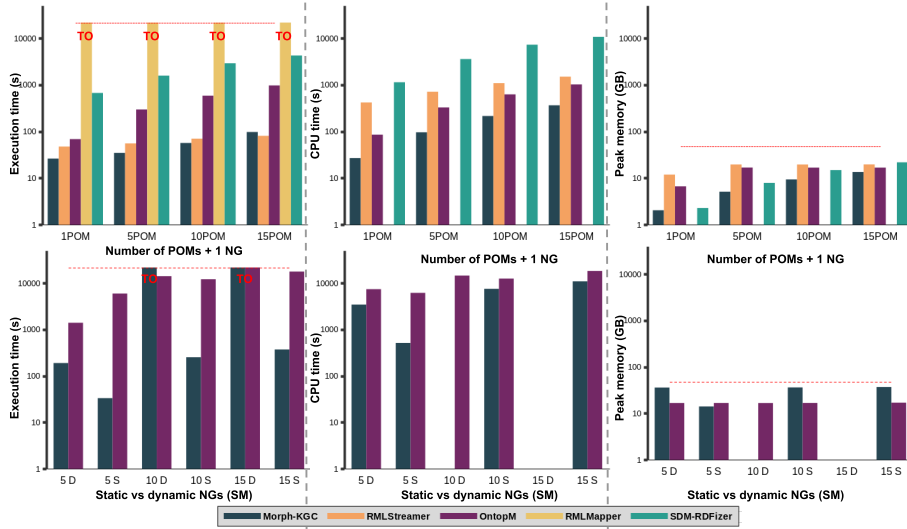 Execution time (s)
10000
1000
100
10
1
TO TO TO TO
1POM 5POM 10POM 15POM
Number of POMs + 1 NG
CPU time (s)
10000
1000
100
10
1
1POM 5POM 10POM 15POM
Number of POMs + 1 NG
Peak memory (GB)
10000
1000
100
10
1
1POM 5POM 10POM 15POM
Number of POMs + 1 NG
Execution time (s)
10000
1000
100
10
1
TO TO
5 D 5 S 10 D 10 S 15 D 15 S
Static vs dynamic NGs (SM)
CPU time (s)
10000
1000
100
10
1
5 D 5 S 10 D 10 S 15 D 15 S
Static vs dynamic NGs (SM)
Peak memory (GB)
10000
1000
100
10
1
5 D 5 S 10 D 10 S 15 D 15 S
Static vs dynamic NGs (SM)
Morph-KGC RMLStreamer OntopM RMLMapper SDM-RDFizer